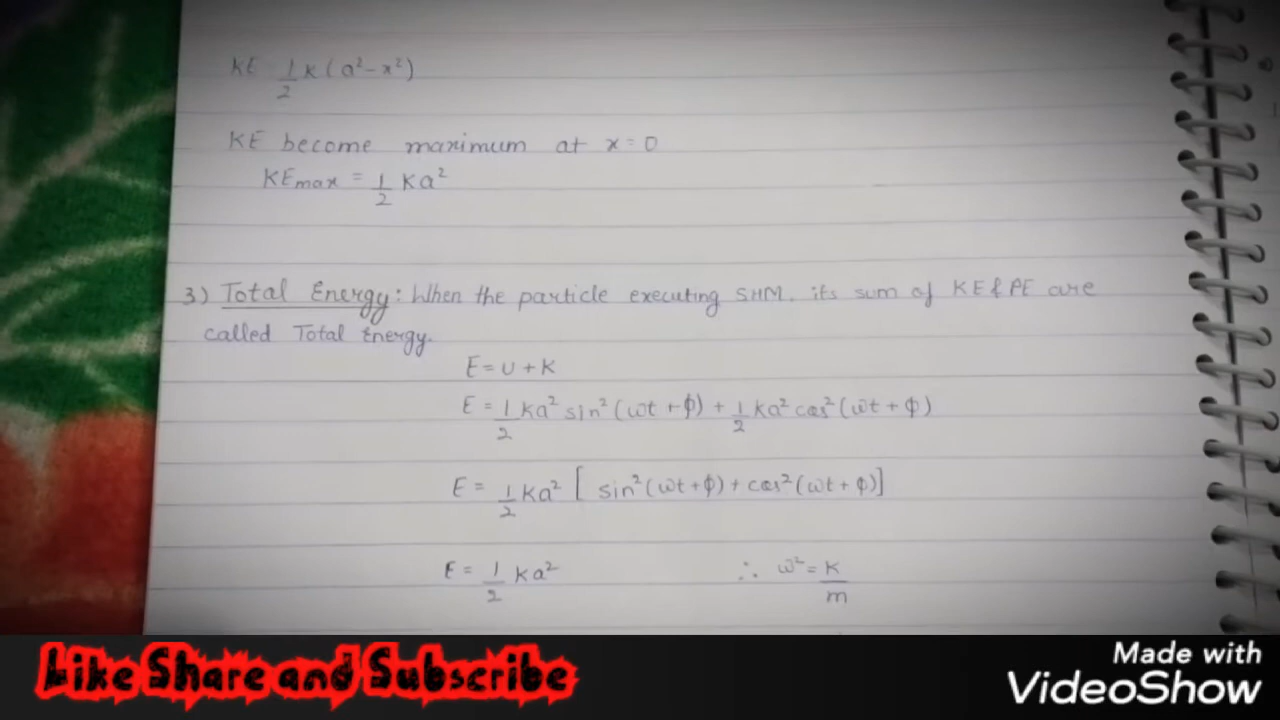 KE 1/2 K (a² - x²)
KE become maximum at x = 0
KEmax = 1/2 Ka²
3) Total Energy: When the particle executing SHM. its sum of KE & PE are
called Total Energy.
E = U + K
E = 1/2 Ka² sin² (ωt + φ) + 1/2 Ka² cos² (ωt + φ)
E = 1/2 Ka² [ sin² (ωt + φ) + cos² (ωt + φ)]
E = 1/2 Ka² ∴ ω² = K/m
Like Share and Subscribe
Made with
VideoShow